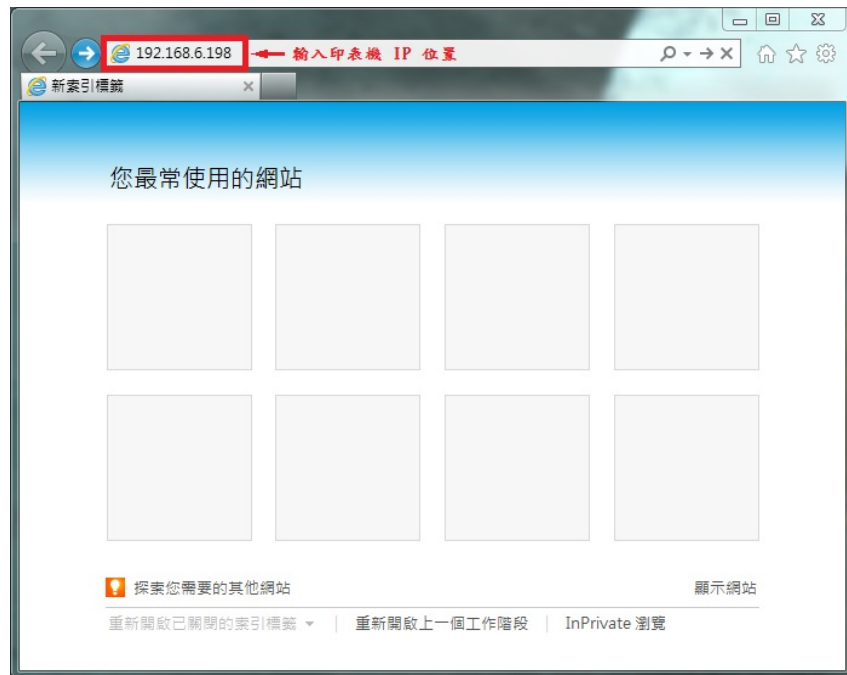 192.168.6.198 輸入印表機 IP 位置
新索引標籤
您最常使用的網站
探索您需要的其他網站 顯示網站
重新開啟已關閉的索引標籤 重新開啟上一個工作階段 InPrivate 瀏覽